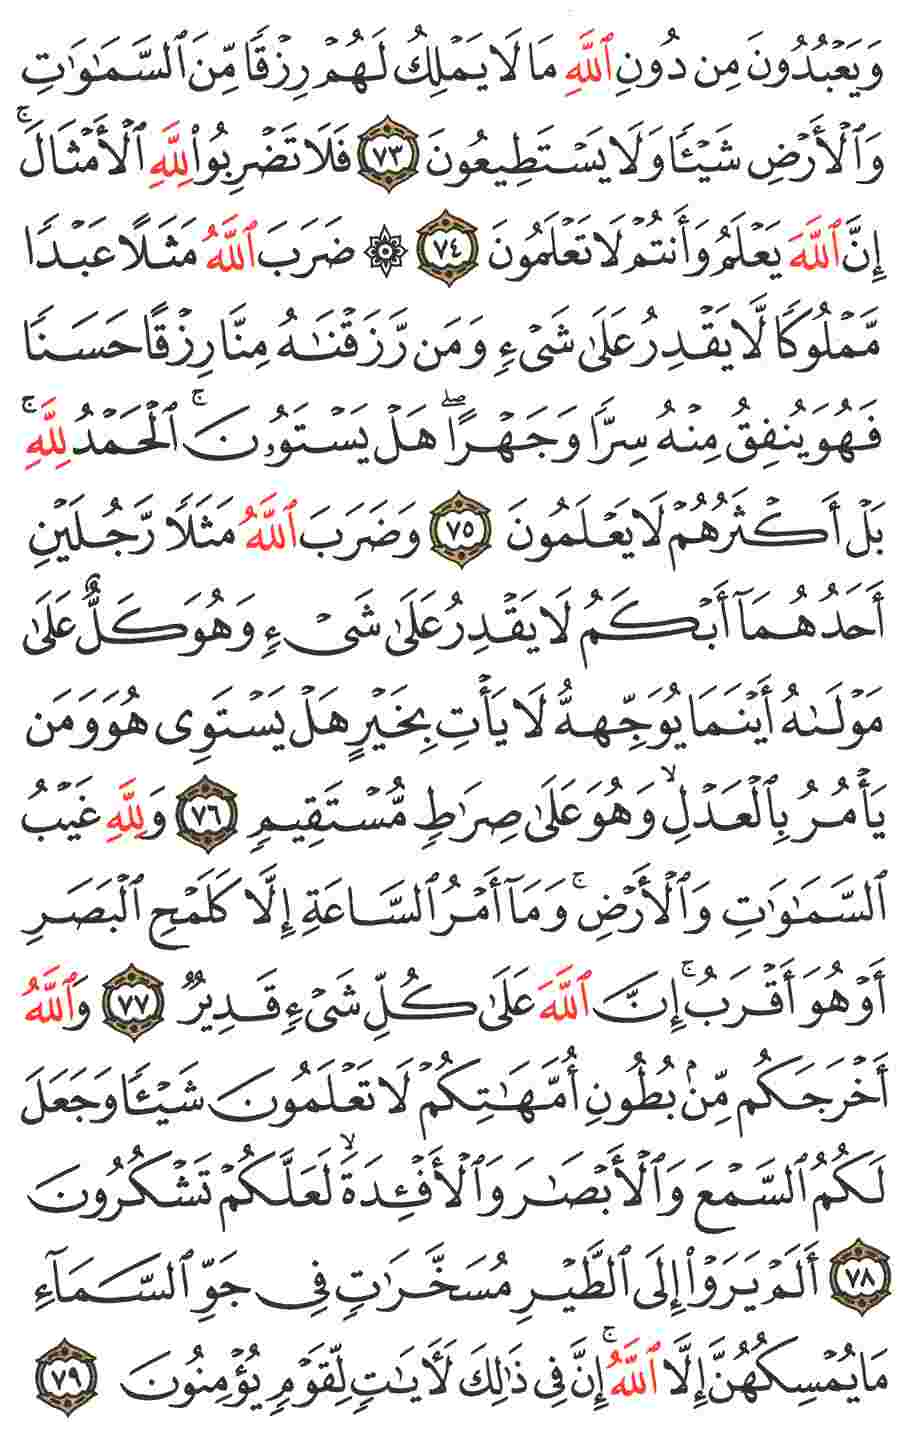 وَيَعۡبُدُونَ مِن دُونِ ٱللَّهِ مَا لَا يَمۡلِكُ لَهُمۡ رِزۡقٗا مِّنَ ٱلسَّمَٰوَٰتِ
وَٱلۡأَرۡضِ شَيۡـٔٗا وَلَا يَسۡتَطِيعُونَ ٧٣ فَلَا تَضۡرِبُواْ لِلَّهِ ٱلۡأَمۡثَالَۚ
إِنَّ ٱللَّهَ يَعۡلَمُ وَأَنتُمۡ لَا تَعۡلَمُونَ ٧٤ ۞ ضَرَبَ ٱللَّهُ مَثَلًا عَبۡدٗا
مَّمۡلُوكٗا لَّا يَقۡدِرُ عَلَىٰ شَيۡءٖ وَمَن رَّزَقۡنَٰهُ مِنَّا رِزۡقًا حَسَنٗا
فَهُوَ يُنفِقُ مِنۡهُ سِرّٗا وَجَهۡرًاۖ هَلۡ يَسۡتَوُۥنَۚ ٱلۡحَمۡدُ لِلَّهِۚ
بَلۡ أَكۡثَرُهُمۡ لَا يَعۡلَمُونَ ٧٥ وَضَرَبَ ٱللَّهُ مَثَلٗا رَّجُلَيۡنِ
أَحَدُهُمَآ أَبۡكَمُ لَا يَقۡدِرُ عَلَىٰ شَيۡءٖ وَهُوَ كَلٌّ عَلَىٰ
مَوۡلَىٰهُ أَيۡنَمَا يُوَجِّههُّ لَا يَأۡتِ بِخَيۡرٍ هَلۡ يَسۡتَوِي هُوَ وَمَن
يَأۡمُرُ بِٱلۡعَدۡلِۙ وَهُوَ عَلَىٰ صِرَٰطٖ مُّسۡتَقِيمٖ ٧٦ وَلِلَّهِ غَيۡبُ
ٱلسَّمَٰوَٰتِ وَٱلۡأَرۡضِۚ وَمَآ أَمۡرُ ٱلسَّاعَةِ إِلَّا كَلَمۡحِ ٱلۡبَصَرِ
أَوۡ هُوَ أَقۡرَبُۚ إِنَّ ٱللَّهَ عَلَىٰ كُلِّ شَيۡءٖ قَدِيرٞ ٧٧ وَٱللَّهُ
أَخۡرَجَكُم مِّنۢ بُطُونِ أُمَّهَٰتِكُمۡ لَا تَعۡلَمُونَ شَيۡـٔٗا وَجَعَلَ
لَكُمُ ٱلسَّمۡعَ وَٱلۡأَبۡصَٰرَ وَٱلۡأَفۡـِٔدَةَۙ لَعَلَّكُمۡ تَشۡكُرُونَ
٧٨ أَلَمۡ يَرَوۡاْ إِلَى ٱلطَّيۡرِ مُسَخَّرَٰتٖ فِي جَوِّ ٱلسَّمَآءِ
مَا يُمۡسِكُهُنَّ إِلَّا ٱللَّهُۚ إِنَّ فِي ذَٰلِكَ لَأٓيَٰتٖ لِّقَوۡمٖ يُؤۡمِنُونَ ٧٩